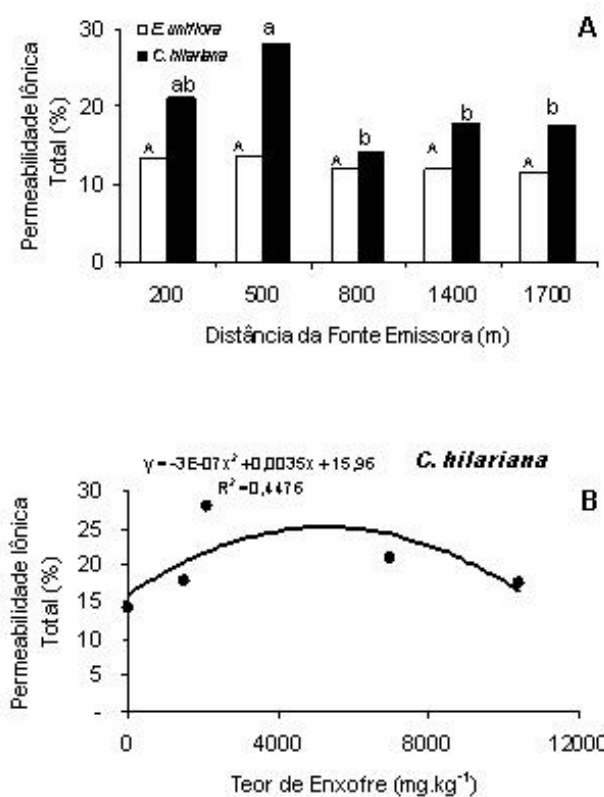 A
E. uniflora
C. hilariana
Permeabilidade Iônica
Total (%)
30
20
10
0
A ab
A a
A b
A b
A b
200 500 800 1400 1700
Distância da Fonte Emissora (m)
y = -3E-07x² +0,0035x + 15,96
R² = 0,4476
C. hilariana
B
Permeabilidade Iônica
Total (%)
30
25
20
15
10
5
-
0 4000 8000 12000
Teor de Enxofre (mg.kg⁻¹)